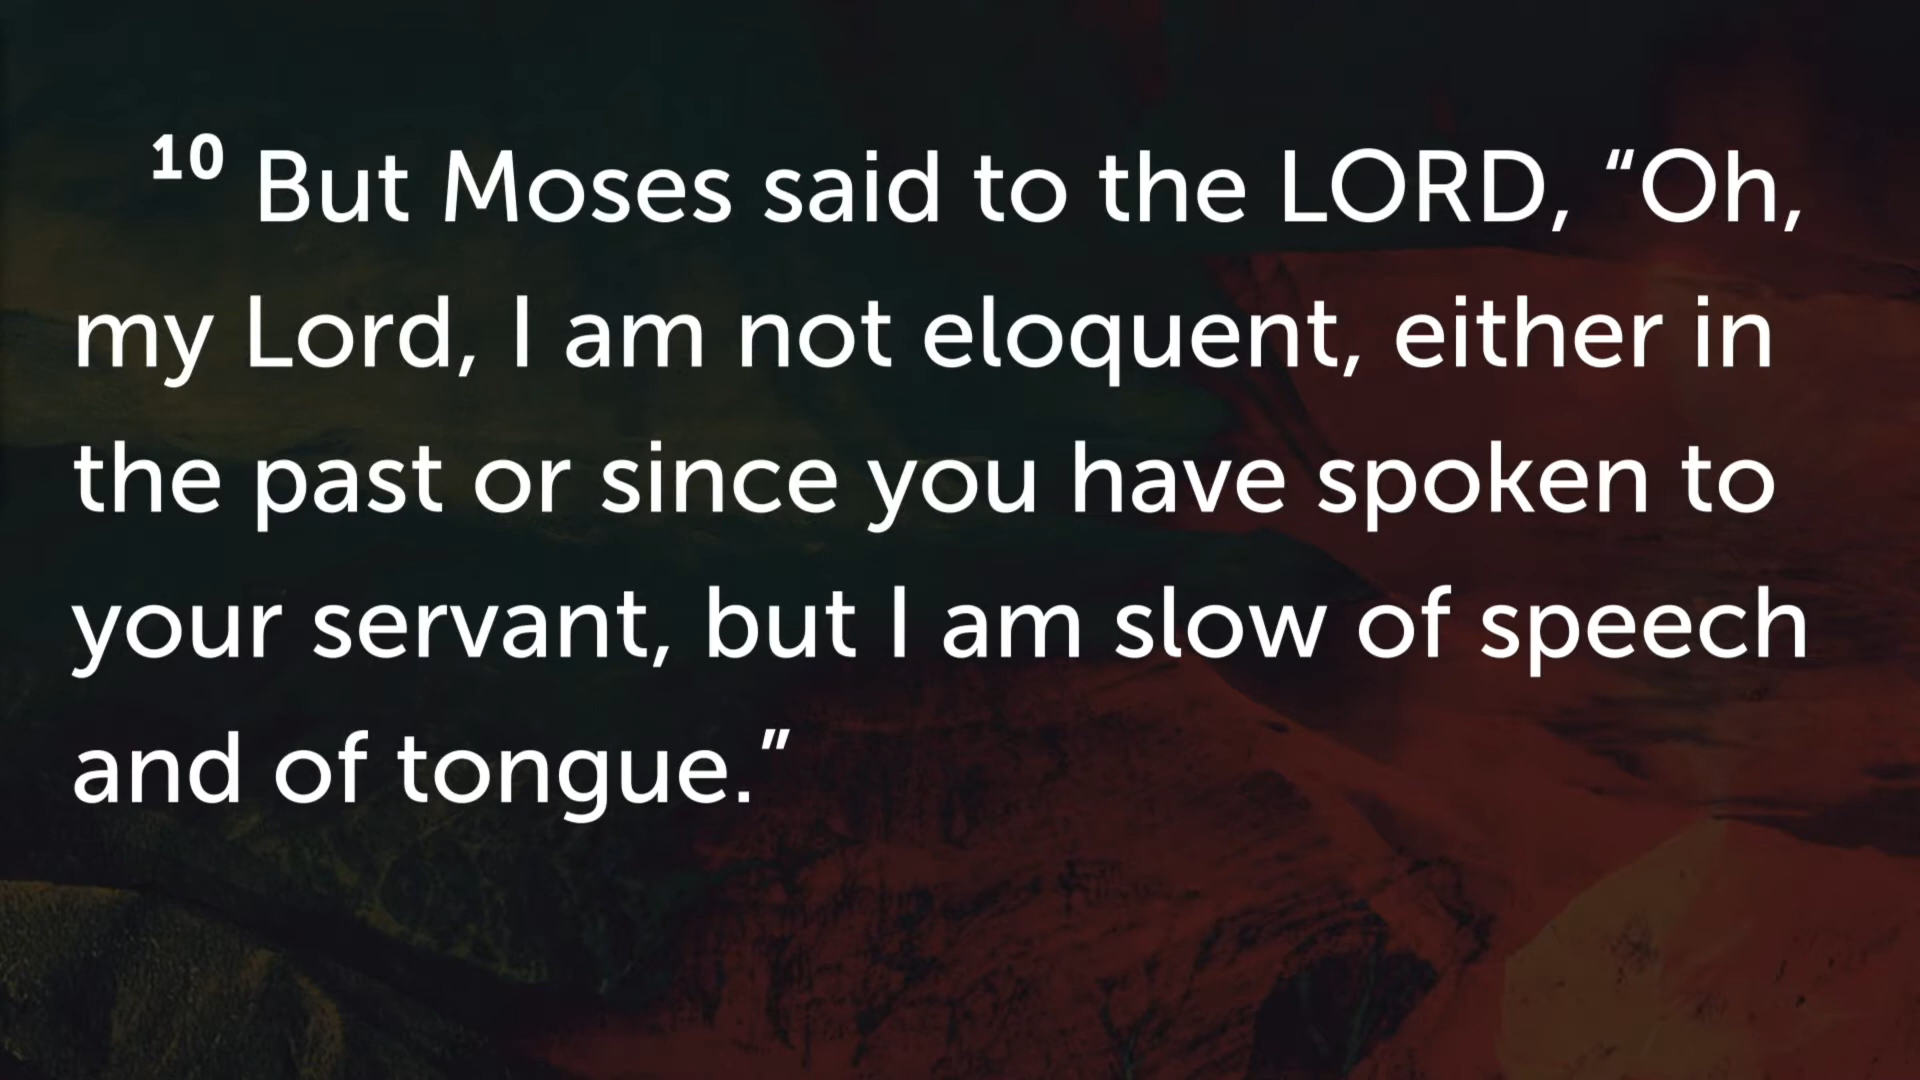 10 But Moses said to the LORD, “Oh,
my Lord, I am not eloquent, either in
the past or since you have spoken to
your servant, but I am slow of speech
and of tongue.”